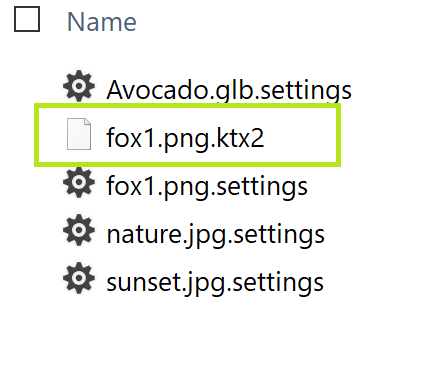 Name
Avocado.glb.settings
fox1.png.ktx2
fox1.png.settings
nature.jpg.settings
sunset.jpg.settings